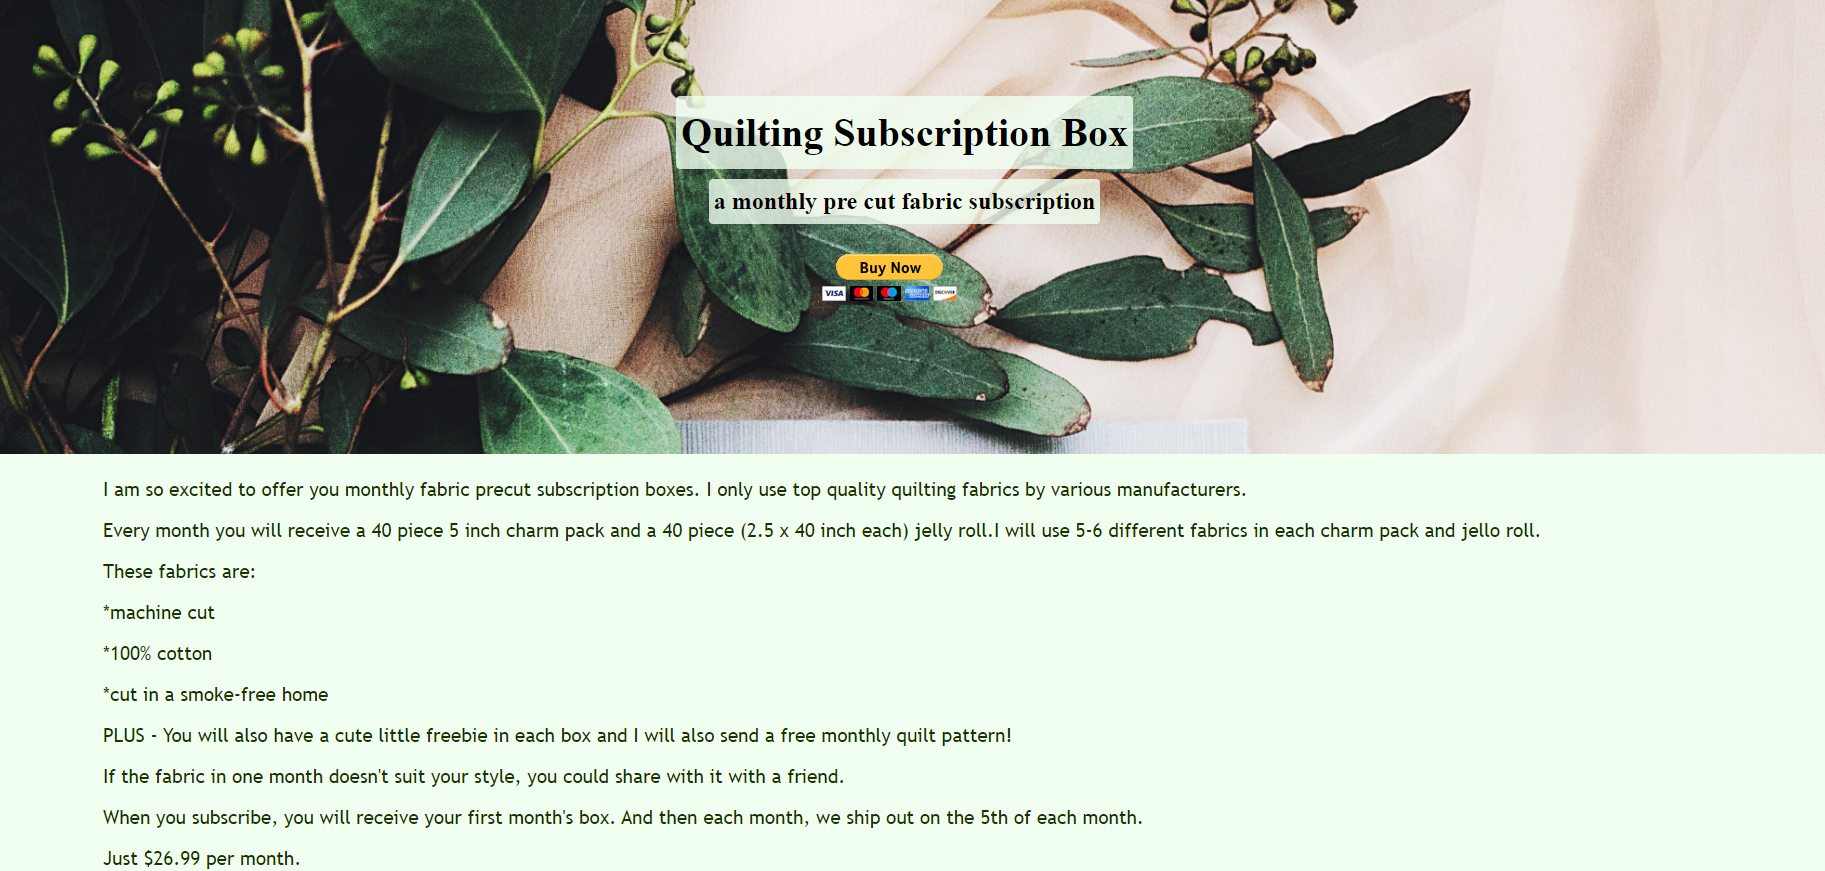 Quilting Subscription Box
a monthly pre cut fabric subscription
Buy Now
VISA DISCOVER
I am so excited to offer you monthly fabric precut subscription boxes. I only use top quality quilting fabrics by various manufacturers.
Every month you will receive a 40 piece 5 inch charm pack and a 40 piece (2.5 x 40 inch each) jelly roll.I will use 5-6 different fabrics in each charm pack and jello roll.
These fabrics are:
*machine cut
*100% cotton
*cut in a smoke-free home
PLUS - You will also have a cute little freebie in each box and I will also send a free monthly quilt pattern!
If the fabric in one month doesn't suit your style, you could share with it with a friend.
When you subscribe, you will receive your first month's box. And then each month, we ship out on the 5th of each month.
Just $26.99 per month.